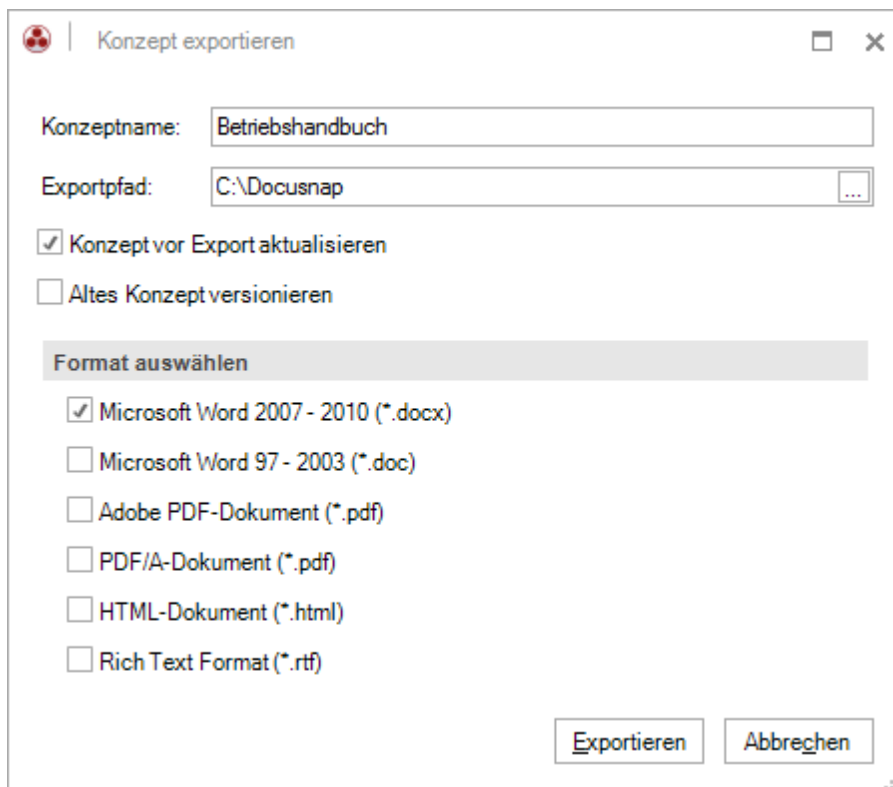 Konzept exportieren
Konzeptname: Betriebshandbuch
Exportpfad: C:\Docusnap ...
Konzept vor Export aktualisieren
Altes Konzept versionieren
Format auswählen
Microsoft Word 2007 - 2010 (*.docx)
Microsoft Word 97 - 2003 (*.doc)
Adobe PDF-Dokument (*.pdf)
PDF/A-Dokument (*.pdf)
HTML-Dokument (*.html)
Rich Text Format (*.rtf)
Exportieren Abbrechen